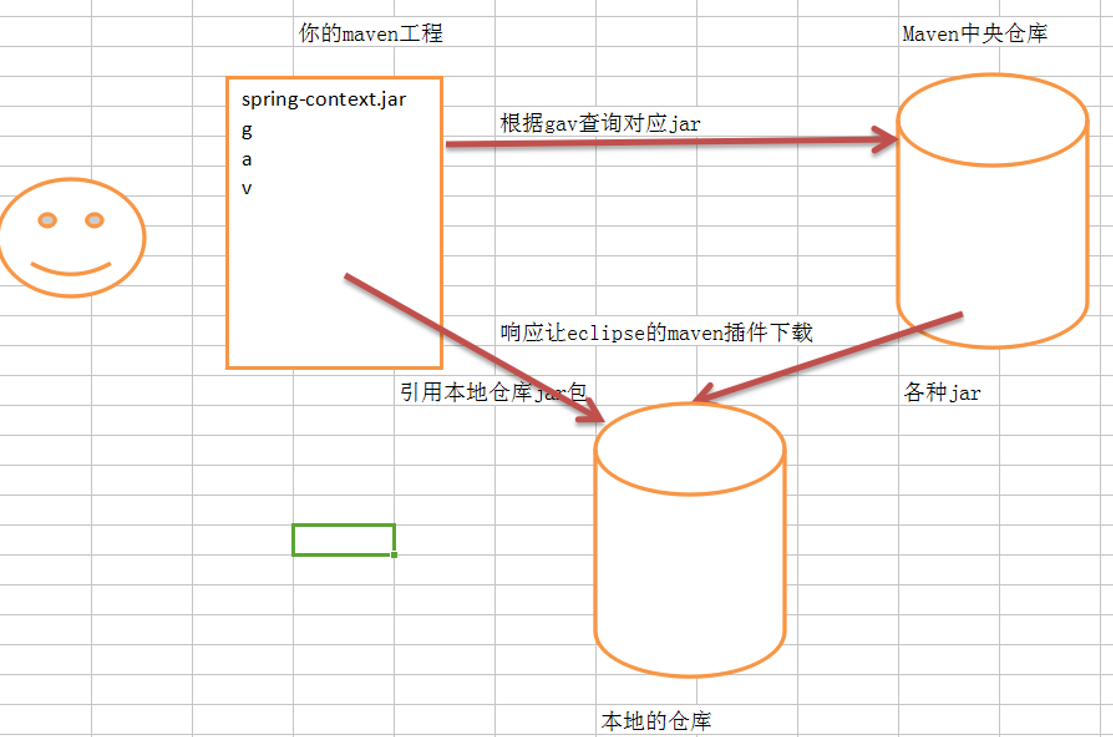 你的maven工程
Maven中央仓库
spring-context.jar
g
a
v
根据gav查询对应jar
响应让eclipse的maven插件下载
引用本地仓库jar包
各种jar
本地的仓库